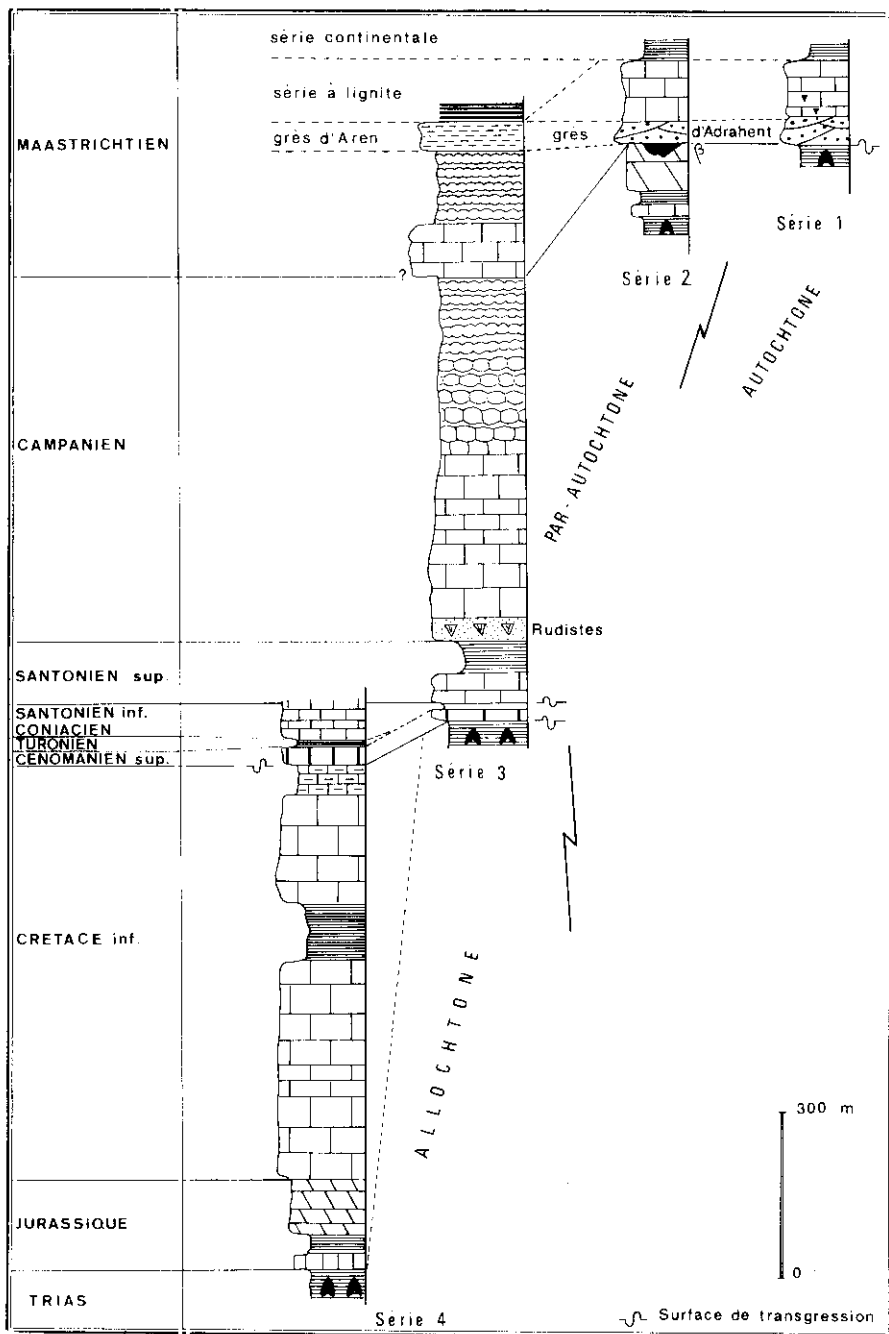 série continentale
série à lignite
MAASTRICHTIEN
grès d'Aren
grès
d'Adrahent
β
Série 1
Série 2
?
AUTOCHTONE
PAR-AUTOCHTONE
CAMPANIEN
Rudistes
SANTONIEN sup.
SANTONIEN inf.
CONIACIEN
TURONIEN
CENOMANIEN sup.
Série 3
CRETACE inf.
ALLOCHTONE
300 m
0
JURASSIQUE
TRIAS
Série 4
Surface de transgression